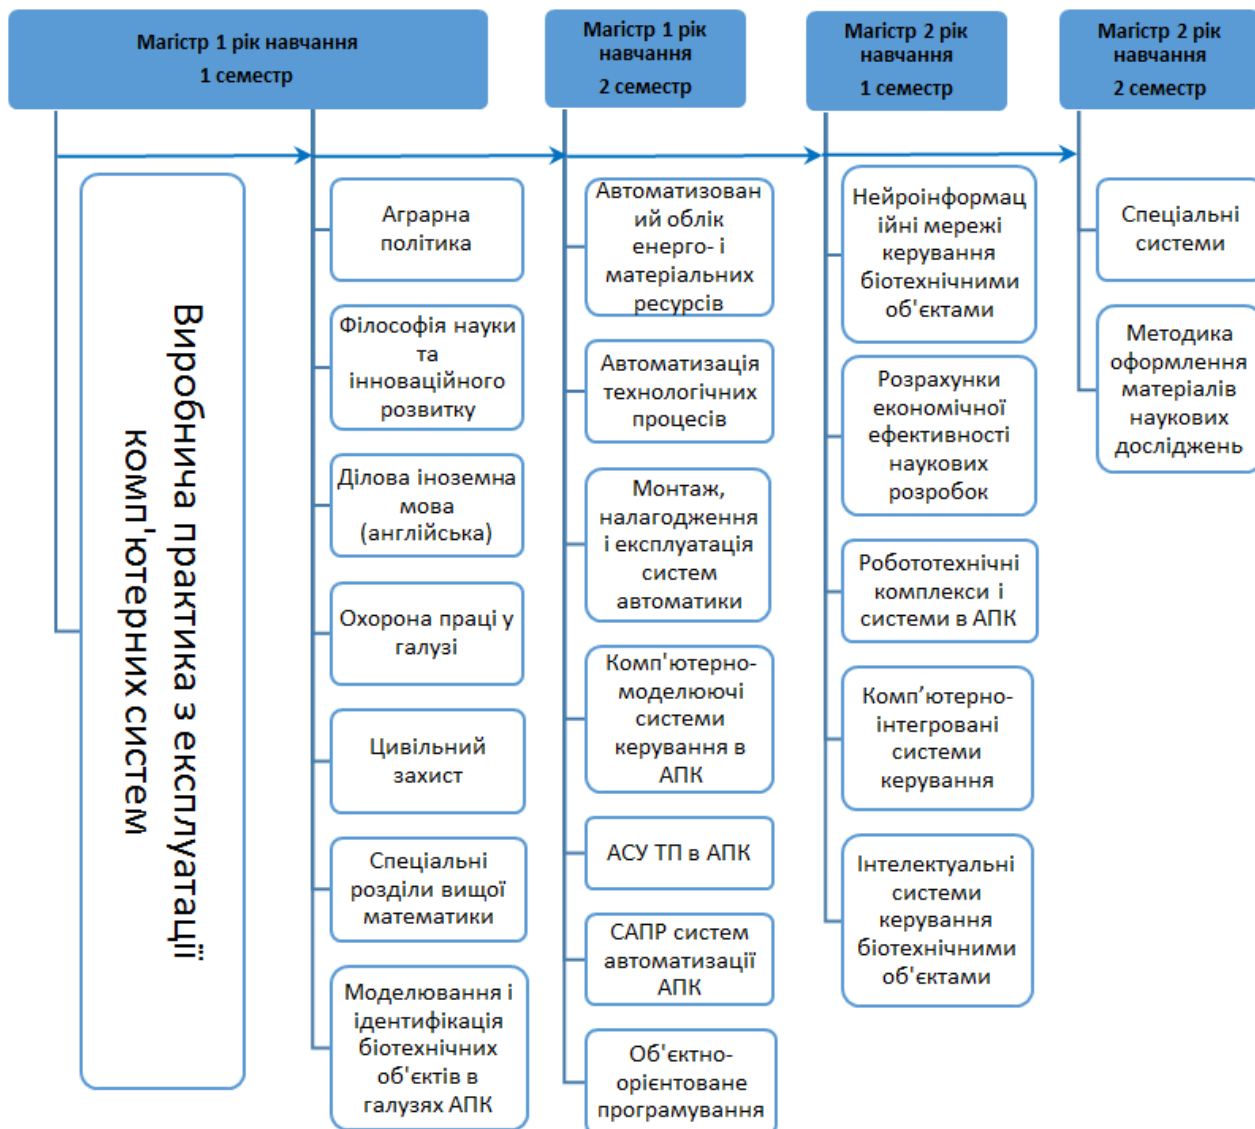 Магістр 1 рік навчання
1 семестр
Виробнича практика з експлуатації
комп'ютерних систем
Аграрна
політика
Філософія науки
та
інноваційного
розвитку
Ділова іноземна
мова
(англійська)
Охорона праці у
галузі
Цивільний
захист
Спеціальні
розділи вищої
математики
Моделювання і
ідентифікація
біотехнічних
об'єктів в
галузях АПК
Магістр 1 рік
навчання
2 семестр
Автоматизован
ий облік
енерго- і
матеріальних
ресурсів
Автоматизація
технологічних
процесів
Монтаж,
налагодження
і експлуатація
систем
автоматики
Комп'ютерно-
моделюючі
системи
керування в
АПК
АСУ ТП в АПК
САПР систем
автоматизації
АПК
Об'єктно-
орієнтоване
програмування
Магістр 2 рік
навчання
1 семестр
Нейроінформац
ійні мережі
керування
біотехнічними
об'єктами
Розрахунки
економічної
ефективності
наукових
розробок
Робототехнічні
комплекси і
системи в АПК
Комп’ютерно-
інтегровані
системи
керування
Інтелектуальні
системи
керування
біотехнічними
об'єктами
Магістр 2 рік
навчання
2 семестр
Спеціальні
системи
Методика
оформлення
матеріалів
наукових
досліджень